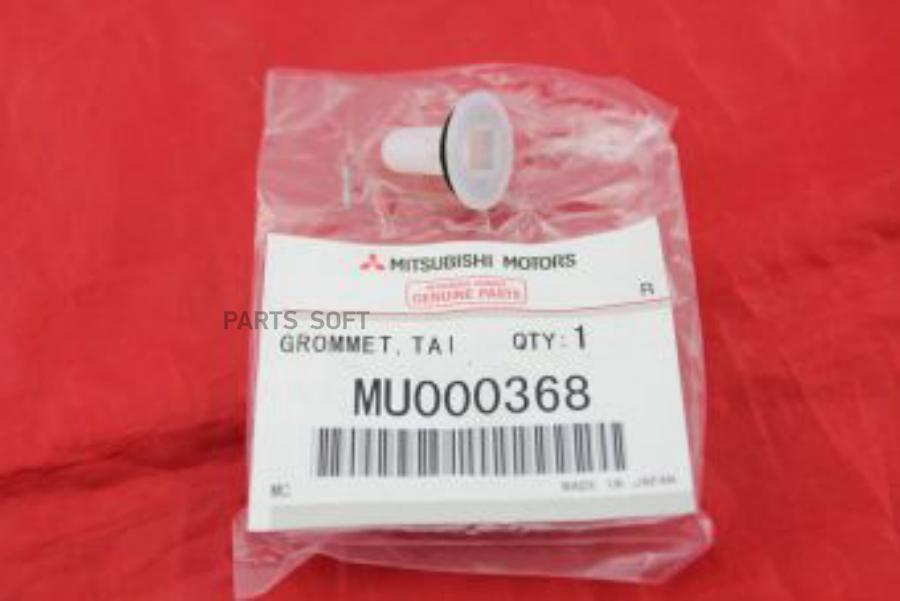 MITSUBISHI MOTORS
GENUINE PARTS
R
PARTS SOFT
GROMMET, TAI QTY: 1
MU000368
MC MADE IN JAPAN